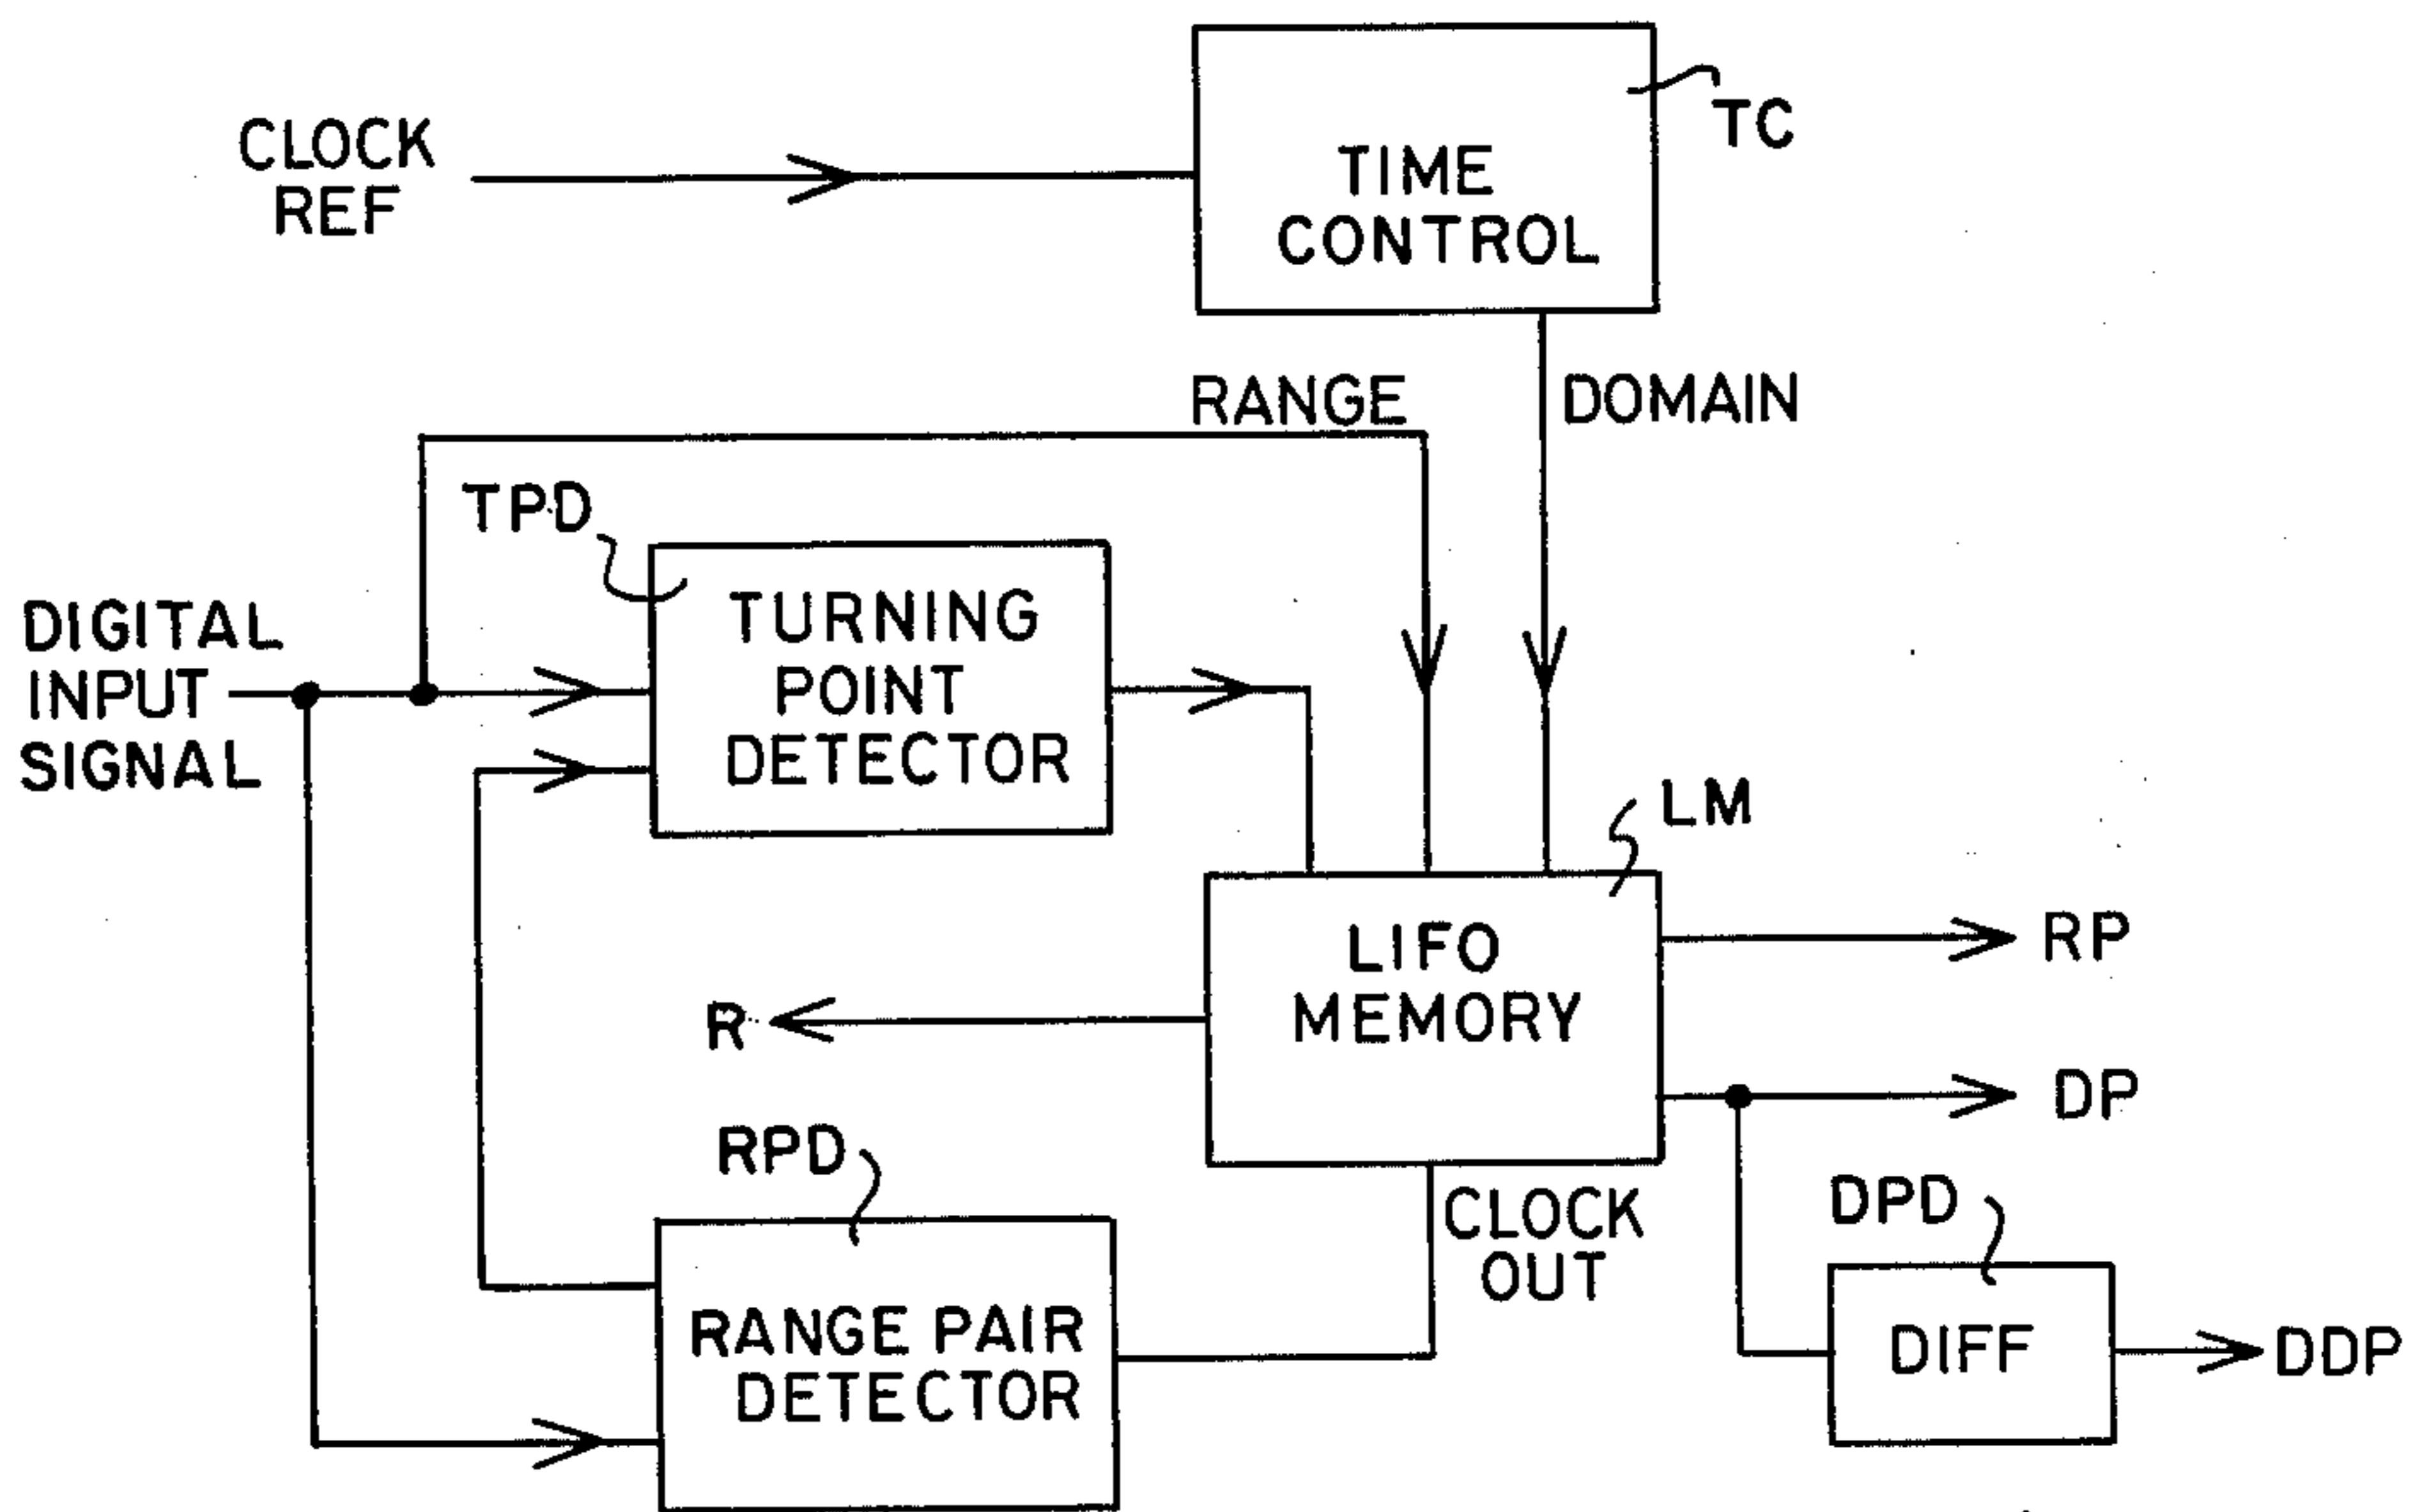 CLOCK
REF
TIME
CONTROL
TC
RANGE
DOMAIN
TPD
DIGITAL
INPUT
SIGNAL
TURNING
POINT
DETECTOR
LM
LIFO
MEMORY
RP
R
DP
RPD
CLOCK
OUT
DPD
RANGE PAIR
DETECTOR
DIFF
DDP